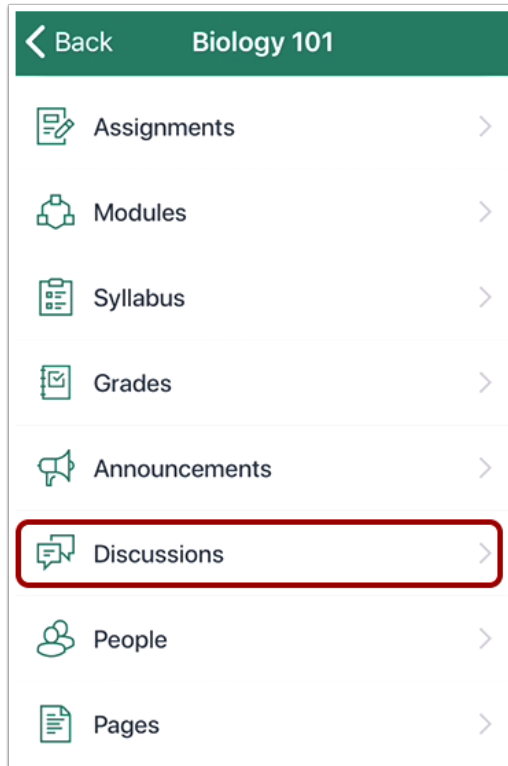 Back Biology 101
Assignments
Modules
Syllabus
Grades
Announcements
Discussions
People
Pages